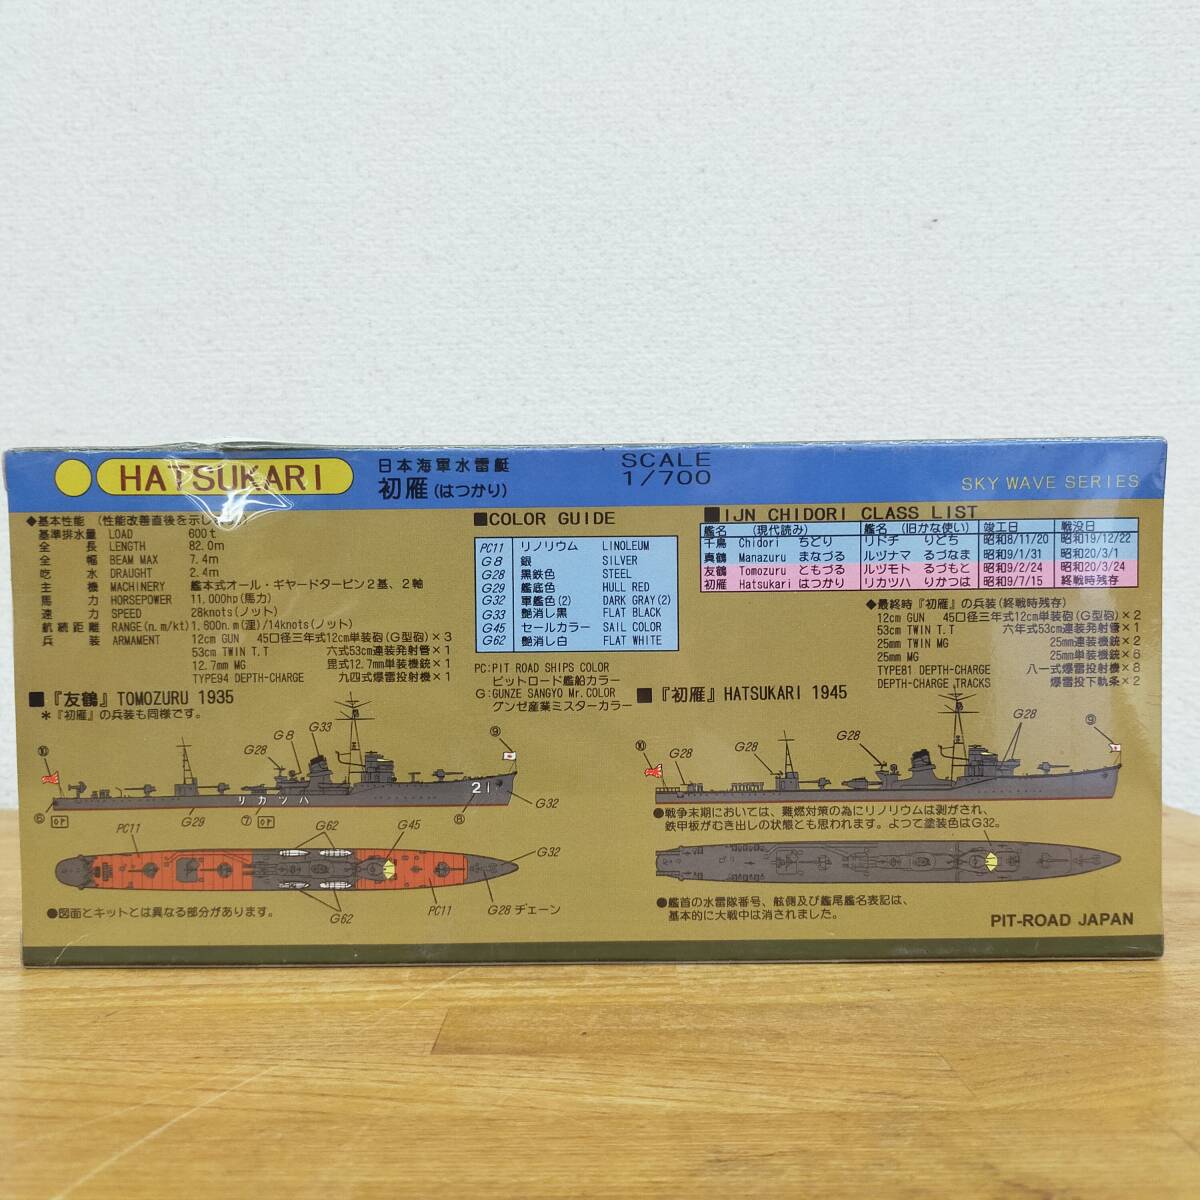 HATSUKARI
日本海軍水雷艇
初雁 (はつかり)
SCALE
1/700
SKY WAVE SERIES
◆基本性能 (性能改善直後を示します)
基準排水量 LOAD 600t
全長 LENGTH 82.0m
全幅 BEAM MAX 7.4m
吃水 DRAUGHT 2.4m
主機 MACHINERY 艦本式オール・ギヤードタービン2基、2軸
馬力 HORSEPOWER 11,000hp(馬力)
速力 SPEED 28knots(ノット)
航続距離 RANGE(n.m/kt) 1,600n.m(浬)/14knots(ノット)
兵装 ARMAMENT 12cm GUN 45口径三年式12cm単装砲(G型砲)×3
53cm TWIN T.T 六式53cm連装発射管×1
12.7mm MG 毘式12.7mm単装機銃×1
TYPE94 DEPTH-CHARGE 九四式爆雷投射機×1
■COLOR GUIDE
PC11 リノリウム LINOLEUM
G8 銀 SILVER
G28 黒鉄色 STEEL
G29 艦底色 HULL RED
G32 軍艦色(2) DARK GRAY(2)
G33 艶消し黒 FLAT BLACK
G45 セールカラー SAIL COLOR
G62 艶消し白 FLAT WHITE
PC:PIT ROAD SHIPS COLOR
ピットロード艦船カラー
G:GUNZE SANGYO Mr.COLOR
グンゼ産業ミスターカラー
■IJN CHIDORI CLASS LIST
艦名 (現代読み) 艦名 (旧かな使い) 竣工日 戦没日
千鳥 Chidori ちどり リドチ りどち 昭和8/11/20 昭和19/12/22
真鶴 Manazuru まなづる ルヅナマ るづなま 昭和9/1/31 昭和20/3/1
友鶴 Tomozuru ともづる ルヅモト るづもと 昭和9/2/24 昭和20/3/24
初雁 Hatsukari はつかり リカツハ りかつは 昭和9/7/15 終戦時残存
◆最終時『初雁』の兵装(終戦時残存)
12cm GUN 45口径三年式12cm単装砲(G型砲)×2
53cm TWIN T.T 六年式53cm連装発射管×1
25mm TWIN MG 25mm連装機銃×2
25mm MG 25mm単装機銃×6
TYPE81 DEPTH-CHARGE 八一式爆雷投射機×8
DEPTH-CHARGE TRACKS 爆雷投下軌条×2
■『友鶴』TOMOZURU 1935
＊『初雁』の兵装も同様です。
■『初雁』HATSUKARI 1945
G28
G8
G33
⑨
⑩
リカツハ
21
G32
⑥
PC11
G29
⑦
⑧
G62
G45
G32
G62
PC11
G28 チェーン
●図面とキットとは異なる部分があります。
⑩
G28
G28
G28
⑨
●戦争末期においては、難燃対策の為にリノリウムは剥がされ、
鉄甲板がむき出しの状態とも思われます。よつて塗装色はG32。
●艦首の水雷隊番号、舷側及び艦尾艦名表記は、
基本的に大戦中は消されました。
PIT-ROAD JAPAN